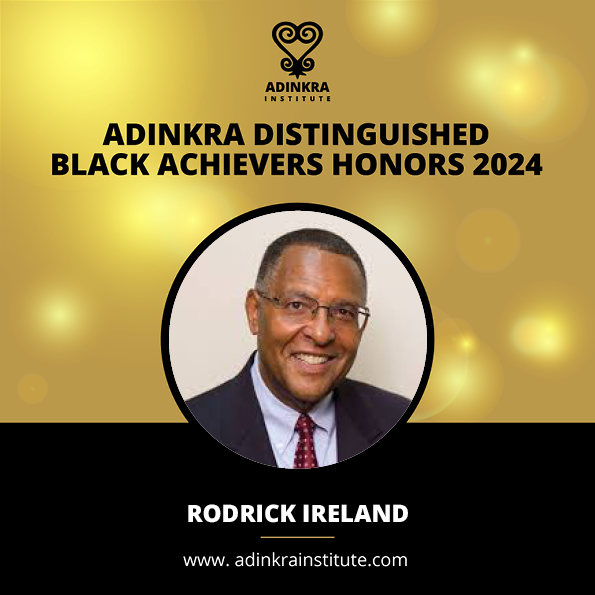 ADINKRA
INSTITUTE
ADINKRA DISTINGUISHED
BLACK ACHIEVERS HONORS 2024
RODRICK IRELAND
www. adinkrainstitute.com